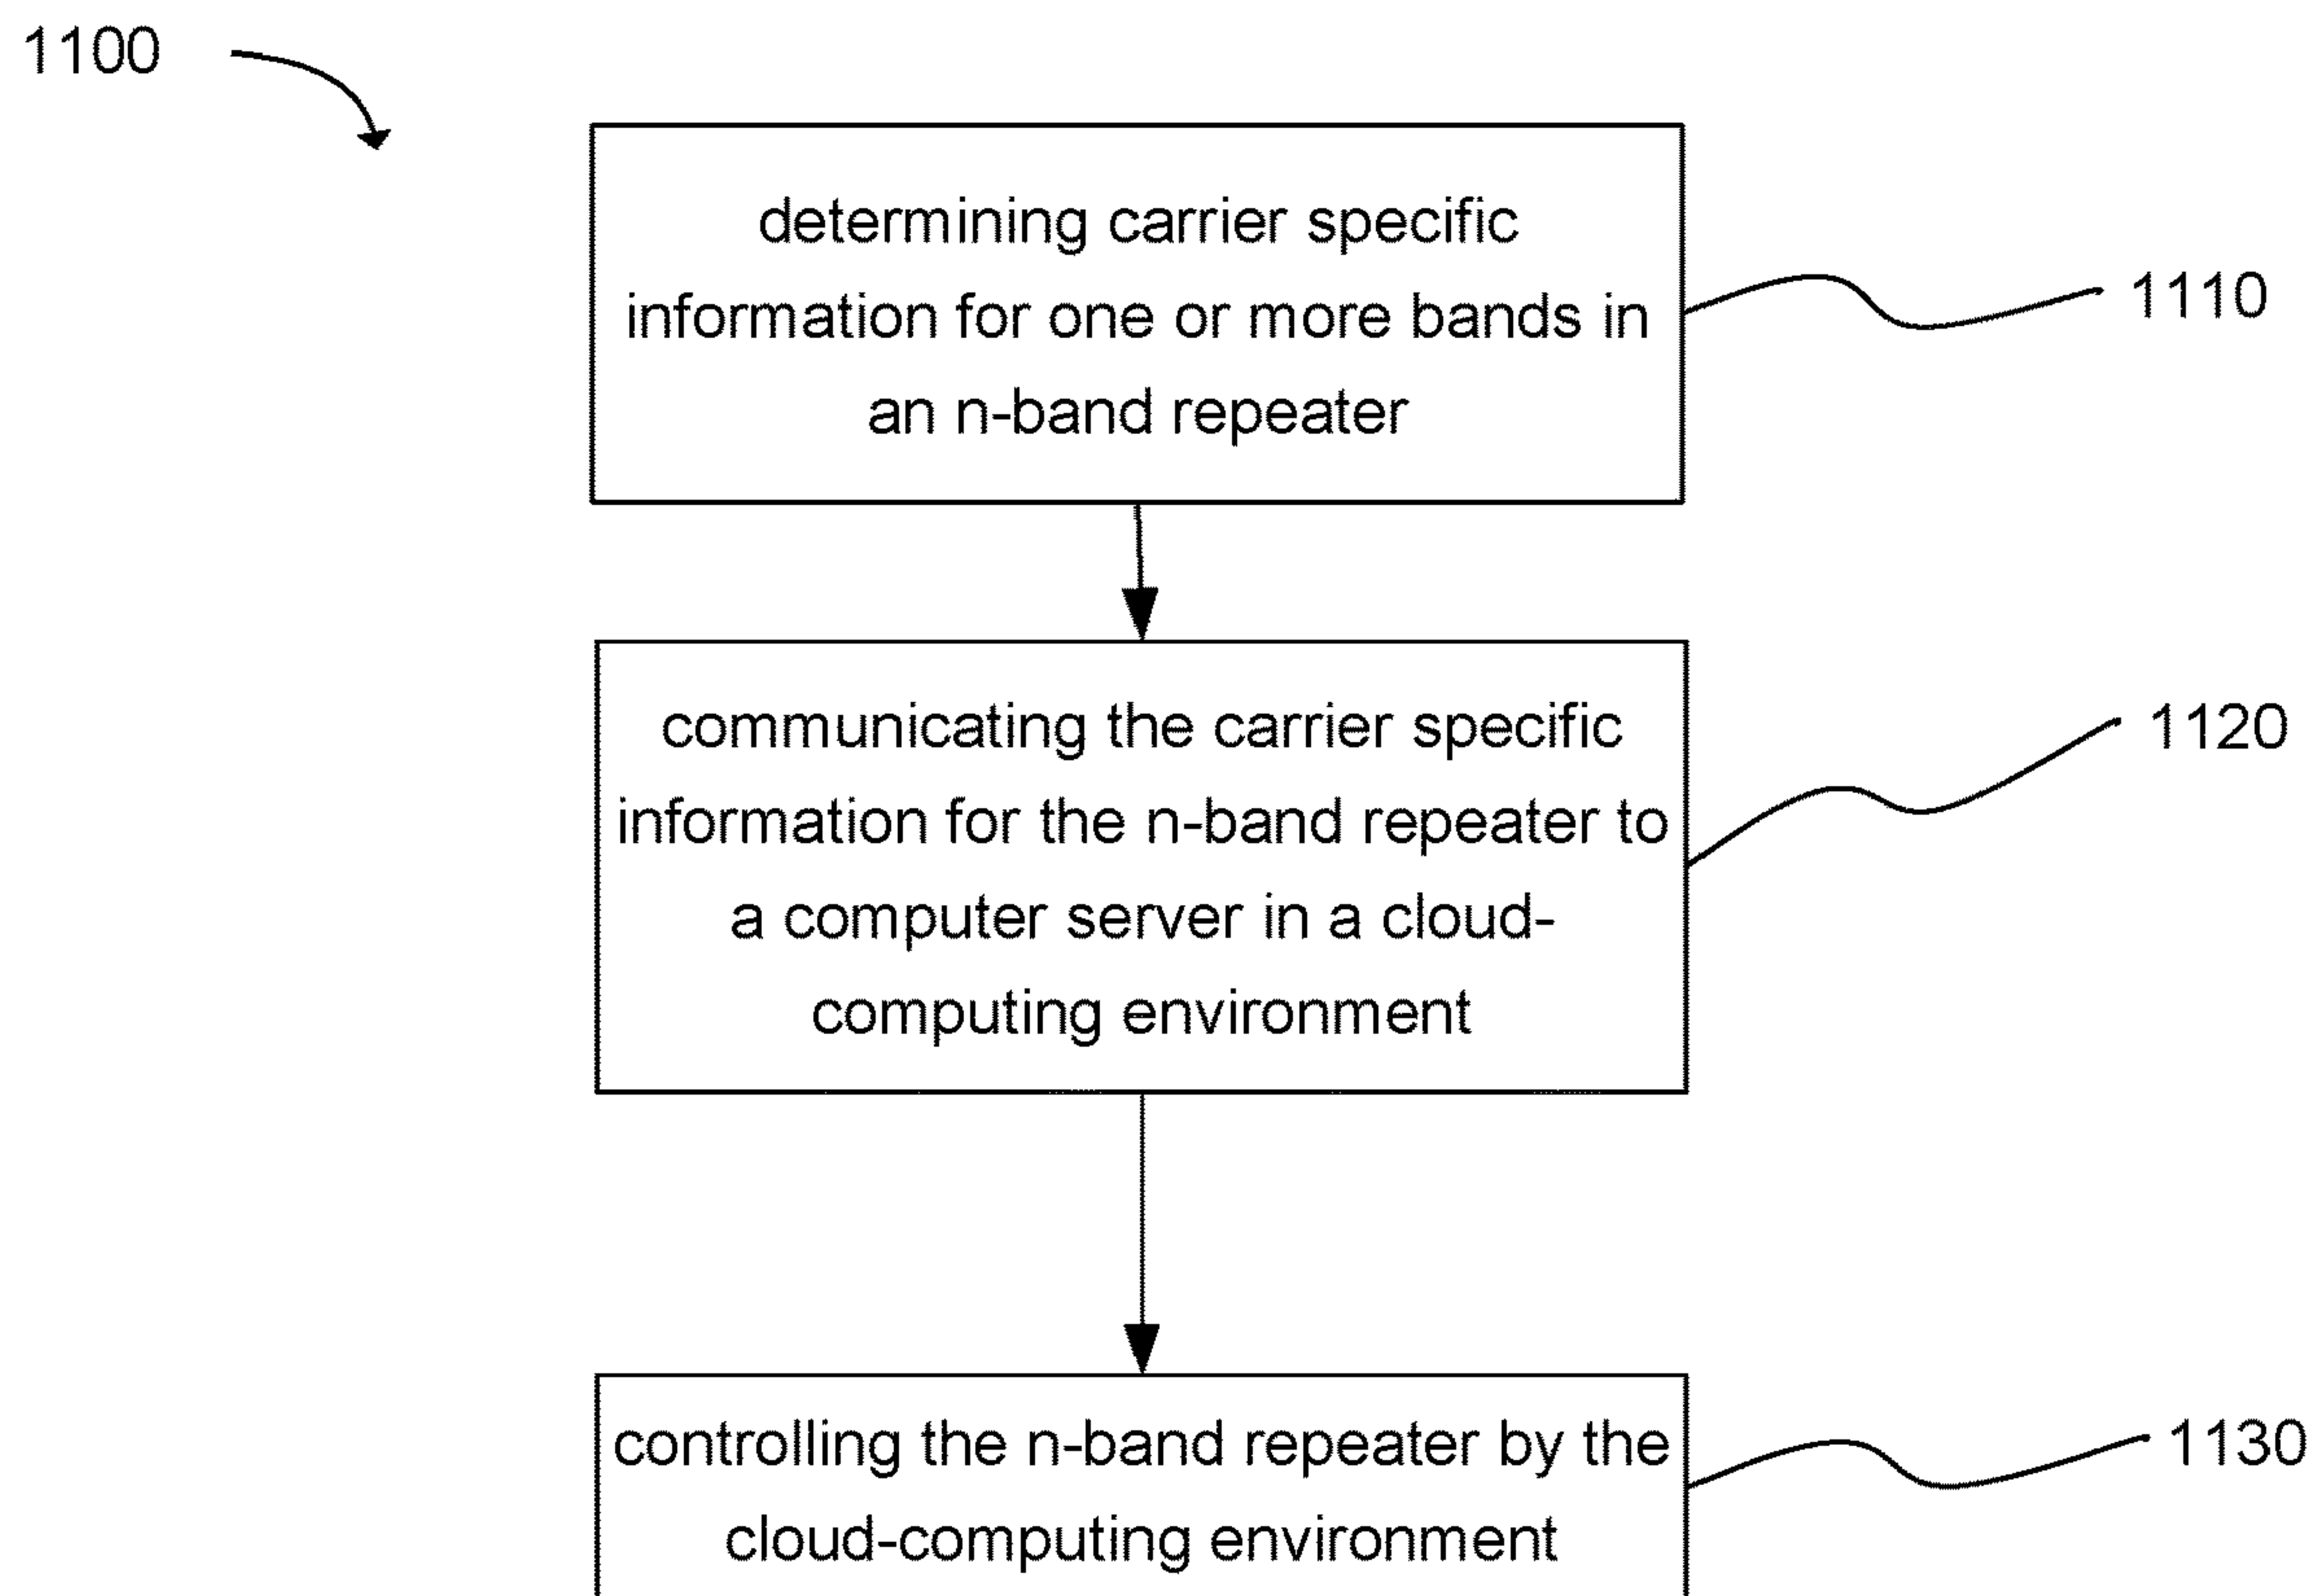 1100
determining carrier specific
information for one or more bands in
an n-band repeater
1110
communicating the carrier specific
information for the n-band repeater to
a computer server in a cloud-
computing environment
1120
controlling the n-band repeater by the
cloud-computing environment
1130